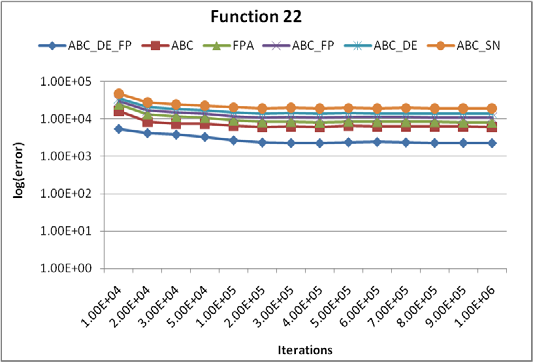 Function 22
ABC_DE_FP ABC FPA ABC_FP ABC_DE ABC_SN
1.00E+05
1.00E+04
1.00E+03
1.00E+02
1.00E+01
1.00E+00
log(error)
1.00E+04 2.00E+04 3.00E+04 5.00E+04 1.00E+05 2.00E+05 3.00E+05 4.00E+05 5.00E+05 6.00E+05 7.00E+05 8.00E+05 9.00E+05 1.00E+06
Iterations